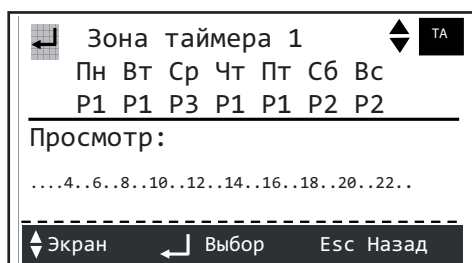 Зона таймера 1 TA
Пн Вт Ср Чт Пт Сб Вс
P1 P1 P3 P1 P1 P2 P2
Просмотр:
....4..6..8..10..12..14..16..18..20..22..
Экран Выбор Esc Назад